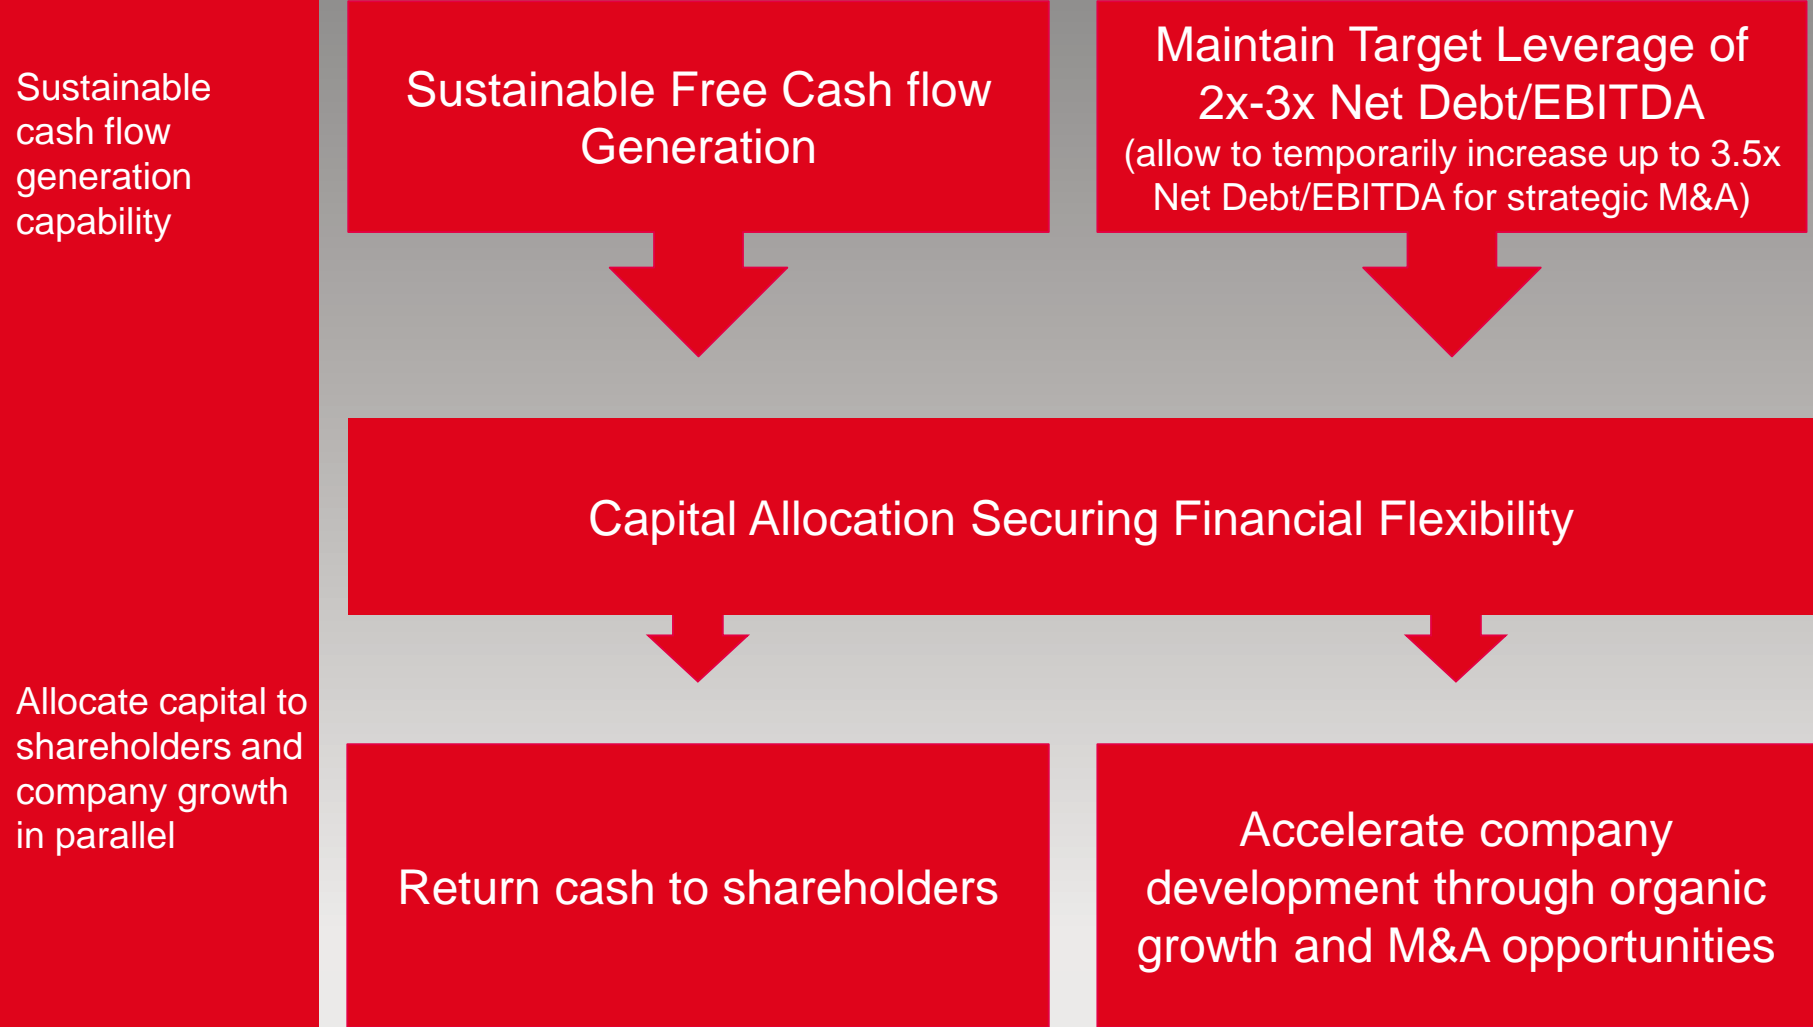 Sustainable
cash flow
generation
capability
Sustainable Free Cash flow
Generation
Maintain Target Leverage of
2x-3x Net Debt/EBITDA
(allow to temporarily increase up to 3.5x
Net Debt/EBITDA for strategic M&A)
Capital Allocation Securing Financial Flexibility
Allocate capital to
shareholders and
company growth
in parallel
Return cash to shareholders
Accelerate company
development through organic
growth and M&A opportunities